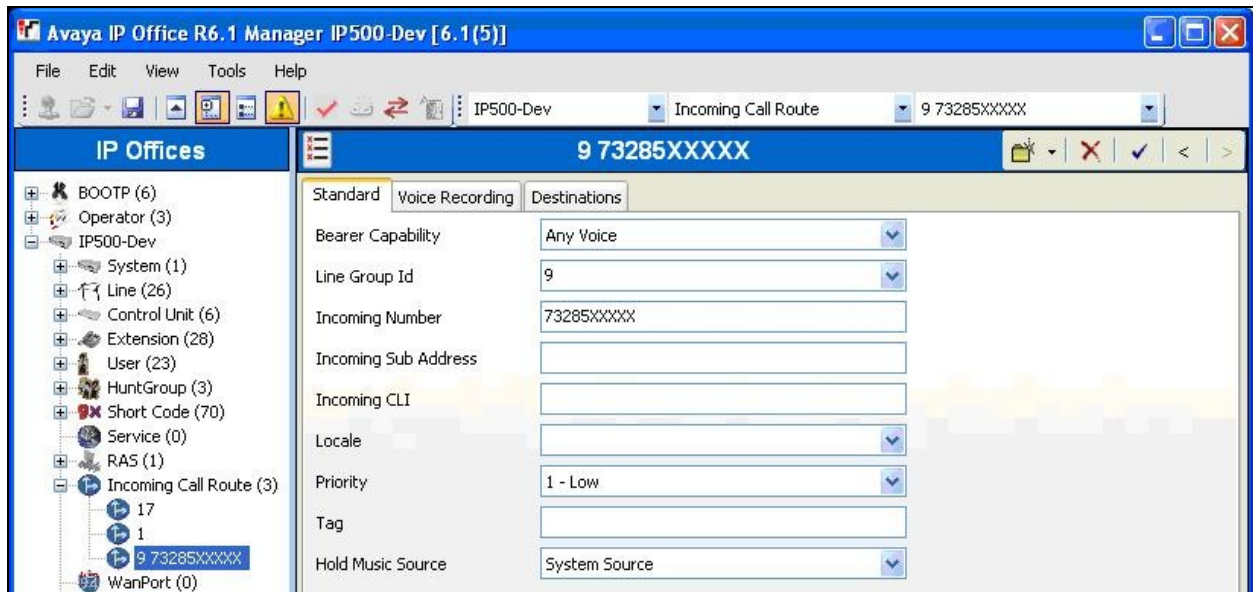 Avaya IP Office R6.1 Manager IP500-Dev [6.1(5)]
File Edit View Tools Help
IP500-Dev Incoming Call Route 9 73285XXXXX
IP Offices
9 73285XXXXX
BOOTP (6)
Operator (3)
IP500-Dev
System (1)
Line (26)
Control Unit (6)
Extension (28)
User (23)
HuntGroup (3)
Short Code (70)
Service (0)
RAS (1)
Incoming Call Route (3)
17
1
9 73285XXXXX
WanPort (0)
Standard Voice Recording Destinations
Bearer Capability Any Voice
Line Group Id 9
Incoming Number 73285XXXXX
Incoming Sub Address
Incoming CLI
Locale
Priority 1 - Low
Tag
Hold Music Source System Source